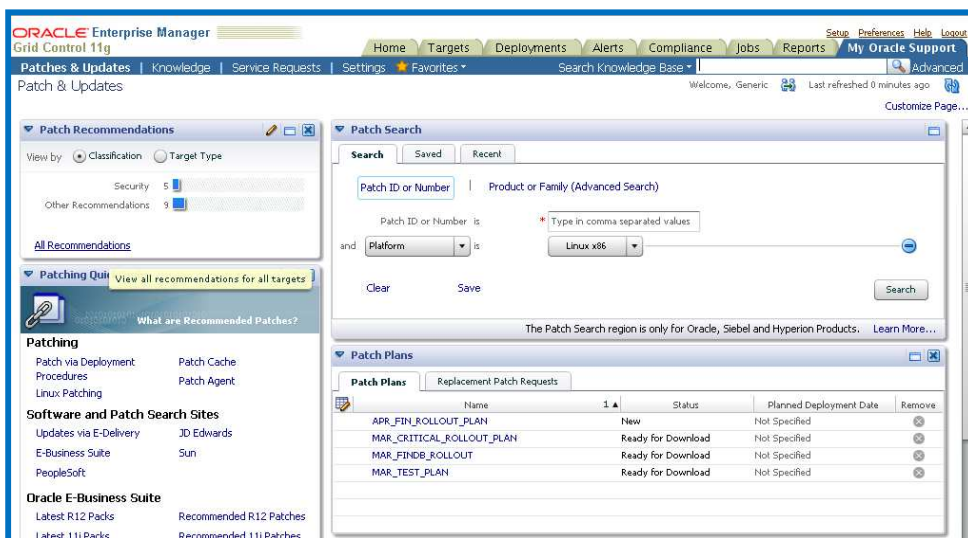 ORACLE Enterprise Manager
Grid Control 11g
Setup Preferences Help Logout
Home Targets Deployments Alerts Compliance Jobs Reports My Oracle Support
Patches & Updates | Knowledge | Service Requests | Settings Favorites Search Knowledge Base Advanced
Patch & Updates
Welcome, Generic Last refreshed 0 minutes ago
Customize Page...
Patch Recommendations
View by Classification Target Type
Security 5
Other Recommendations 9
All Recommendations
Patching Qui
View all recommendations for all targets
What are Recommended Patches?
Patching
Patch via Deployment Procedures
Patch Cache
Patch Agent
Linux Patching
Software and Patch Search Sites
Updates via E-Delivery JD Edwards
E-Business Suite Sun
PeopleSoft
Oracle E-Business Suite
Latest R12 Packs Recommended R12 Patches
Latest 11i Packs Recommended 11i Patches
Patch Search
Search Saved Recent
Patch ID or Number | Product or Family (Advanced Search)
Patch ID or Number is * Type in comma separated values
and Platform is Linux x86
Clear Save Search
The Patch Search region is only for Oracle, Siebel and Hyperion Products. Learn More...
Patch Plans
Patch Plans Replacement Patch Requests
Name 1 Status Planned Deployment Date Remove
APR_FIN_ROLLOUT_PLAN New Not Specified
MAR_CRITICAL_ROLLOUT_PLAN Ready for Download Not Specified
MAR_FINDB_ROLLOUT Ready for Download Not Specified
MAR_TEST_PLAN Ready for Download Not Specified